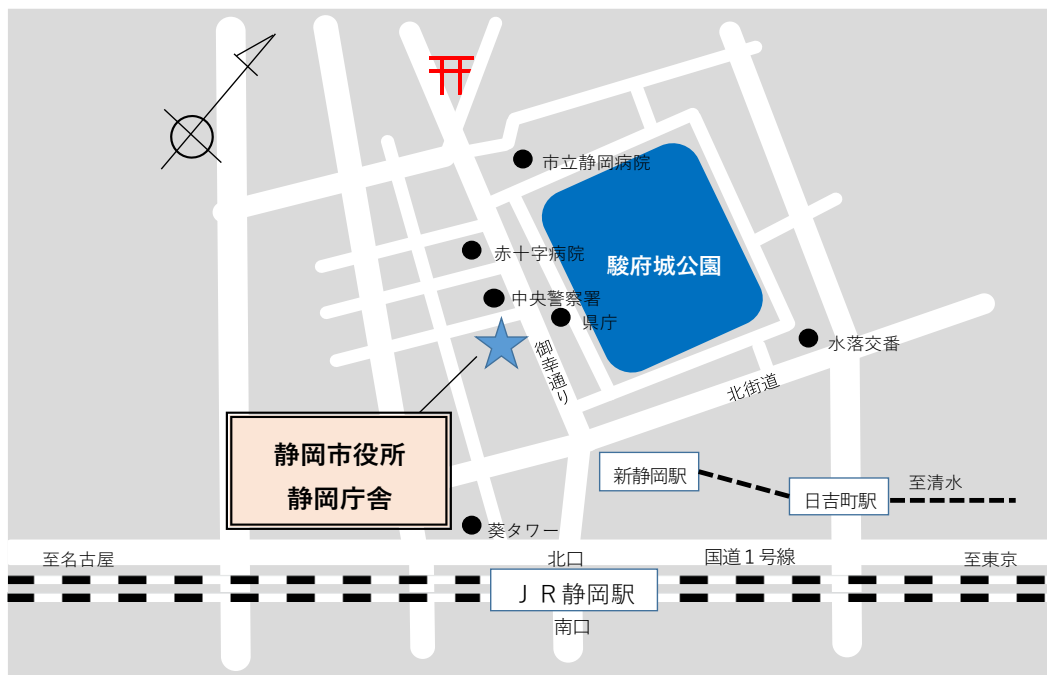 市立静岡病院
赤十字病院
駿府城公園
中央警察署
県庁
水落交番
御幸通り
北街道
静岡市役所
静岡庁舎
新静岡駅
日吉町駅
至清水
葵タワー
至名古屋
北口
国道１号線
至東京
ＪＲ静岡駅
南口